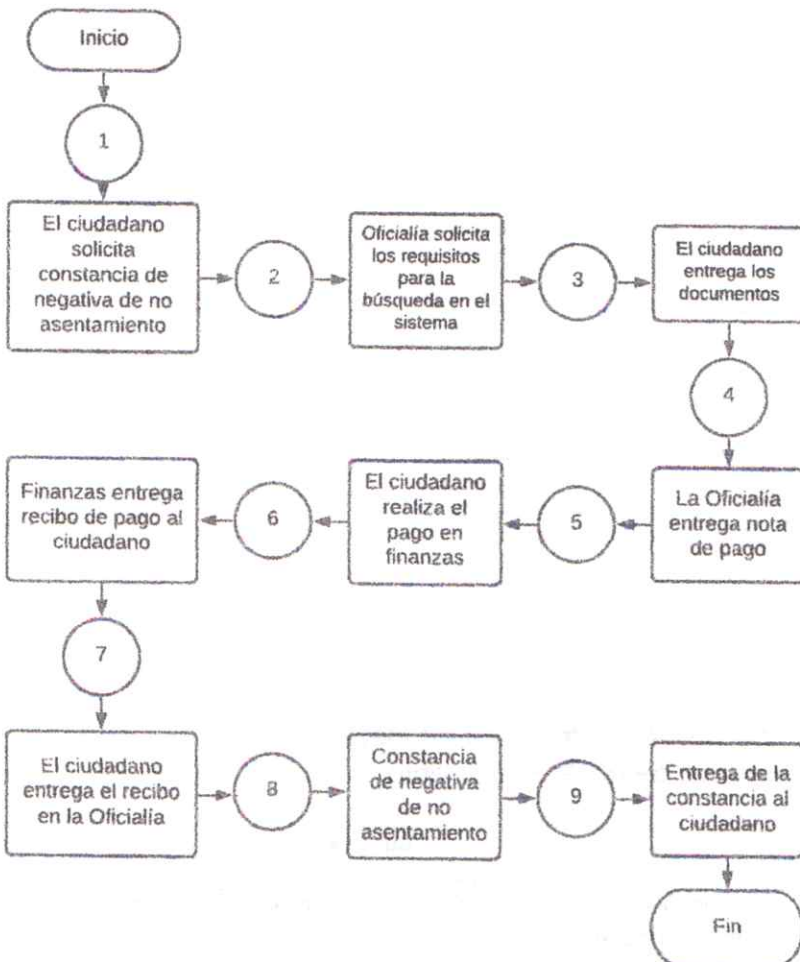 Inicio
1
El ciudadano
solicita
constancia de
negativa de no
asentamiento
2
Oficialía solicita
los requisitos
para la
búsqueda en el
sistema
3
El ciudadano
entrega los
documentos
4
La Oficialía
entrega nota
de pago
5
El ciudadano
realiza el
pago en
finanzas
6
Finanzas entrega
recibo de pago al
ciudadano
7
El ciudadano
entrega el recibo
en la Oficialía
8
Constancia
de negativa
de no
asentamiento
9
Entrega de la
constancia al
ciudadano
Fin